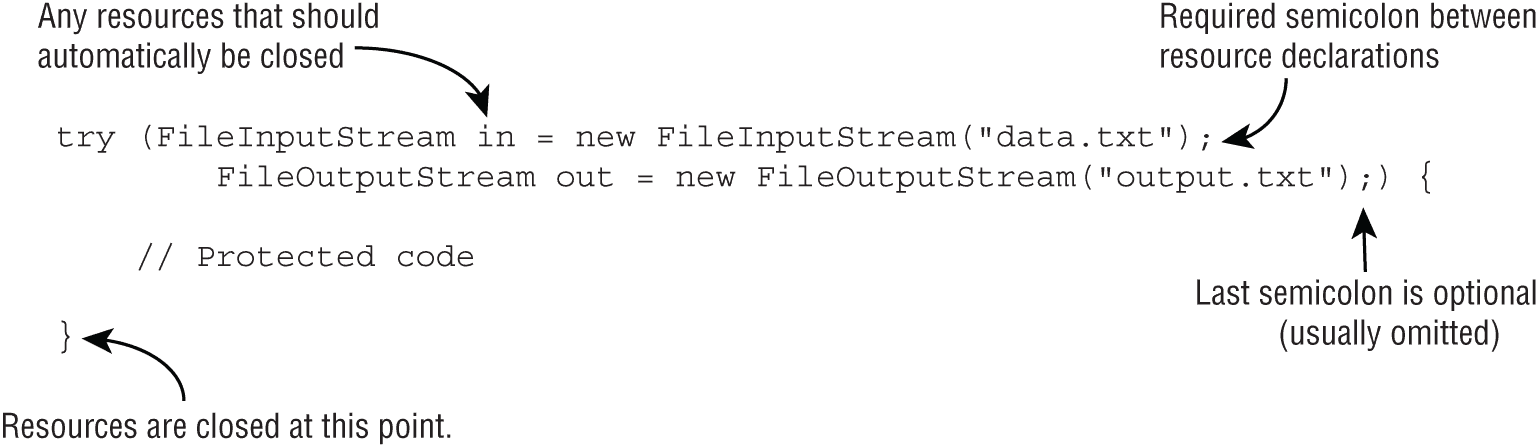 Any resources that should
automatically be closed
Required semicolon between
resource declarations
try (FileInputStream in = new FileInputStream("data.txt");
FileOutputStream out = new FileOutputStream("output.txt");) {
// Protected code
Last semicolon is optional
(usually omitted)
}
Resources are closed at this point.